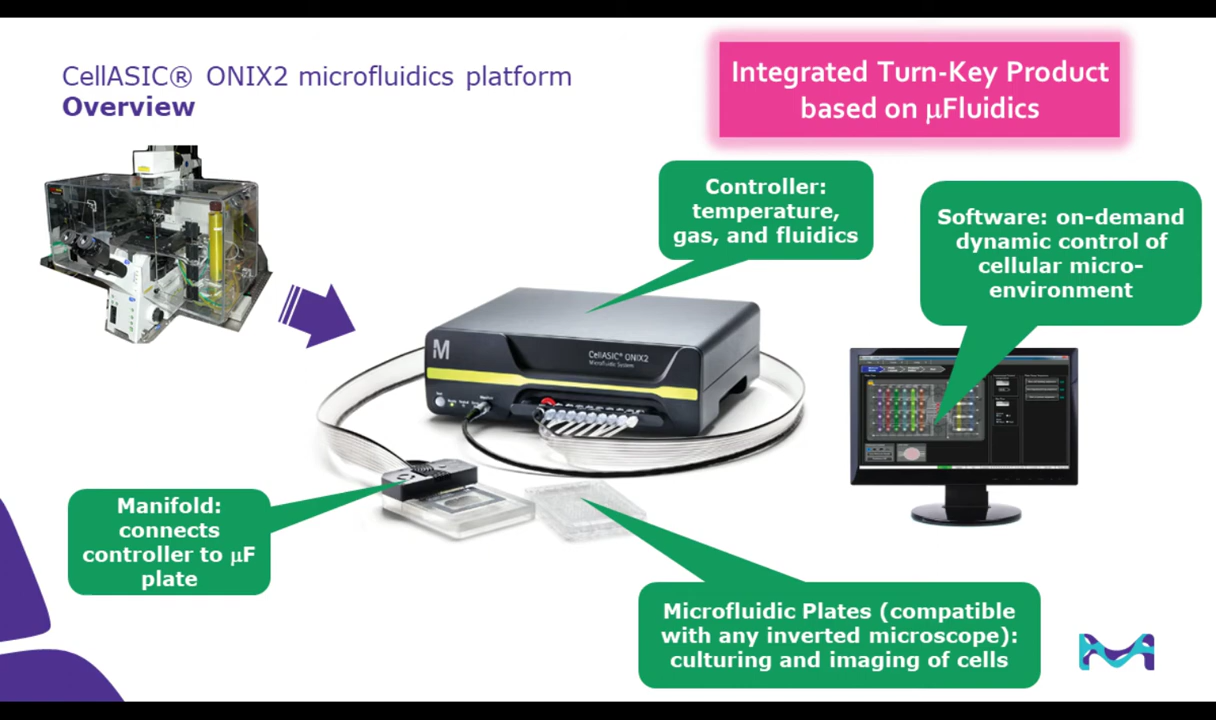 CellASIC® ONIX2 microfluidics platform
Overview
Integrated Turn-Key Product
based on µFluidics
Controller:
temperature,
gas, and fluidics
Software: on-demand
dynamic control of
cellular micro-
environment
M
CellASIC® ONIX2
Microfluidic System
Manifold:
connects
controller to µF
plate
Microfluidic Plates (compatible
with any inverted microscope):
culturing and imaging of cells